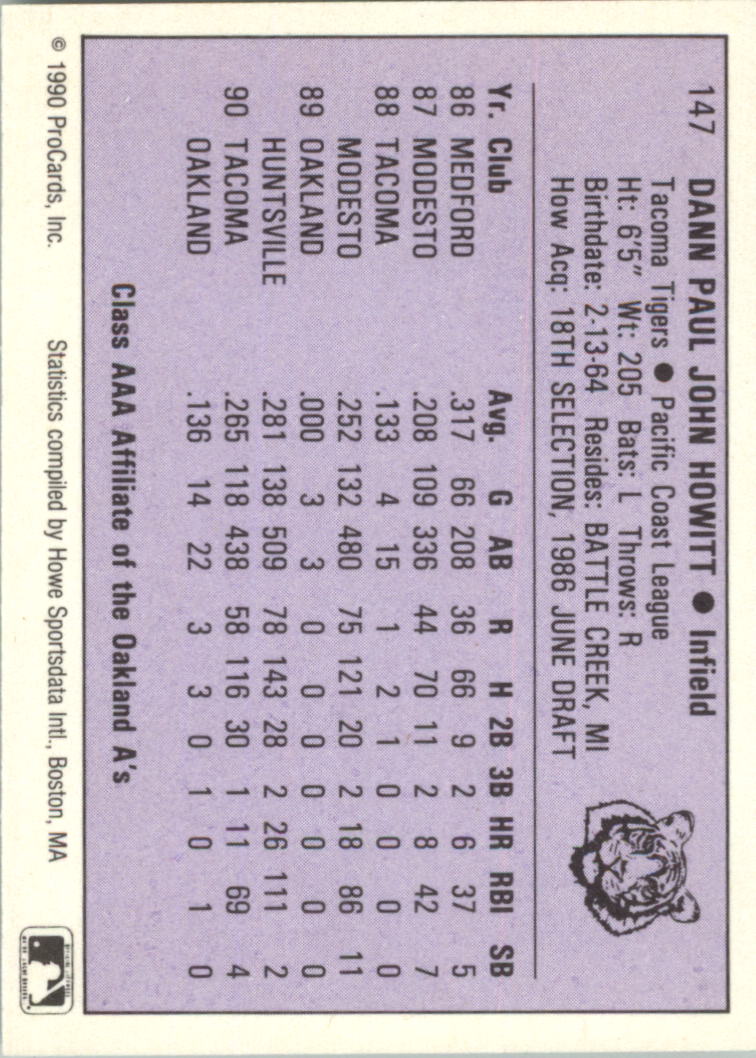 147 DANN PAUL JOHN HOWITT ● Infield
Tacoma Tigers ● Pacific Coast League
Ht: 6'5" Wt: 205 Bats: L Throws: R
Birthdate: 2-13-64 Resides: BATTLE CREEK, MI
How Acq: 18TH SELECTION, 1986 JUNE DRAFT
Yr. Club Avg. G AB R H 2B 3B HR RBI SB
86 MEDFORD .317 66 208 36 66 9 2 6 37 5
87 MODESTO .208 109 336 44 70 11 2 8 42 7
88 TACOMA .133 4 15 1 2 1 0 0 0 0
MODESTO .252 132 480 75 121 20 2 18 86 11
89 OAKLAND .000 3 3 0 0 0 0 0 0 0
HUNTSVILLE .281 138 509 78 143 28 2 26 111 2
90 TACOMA .265 118 438 58 116 30 1 11 69 4
OAKLAND .136 14 22 3 3 0 1 0 1 0
Class AAA Affiliate of the Oakland A's
© 1990 ProCards, Inc. Statistics compiled by Howe Sportsdata Intl., Boston, MA